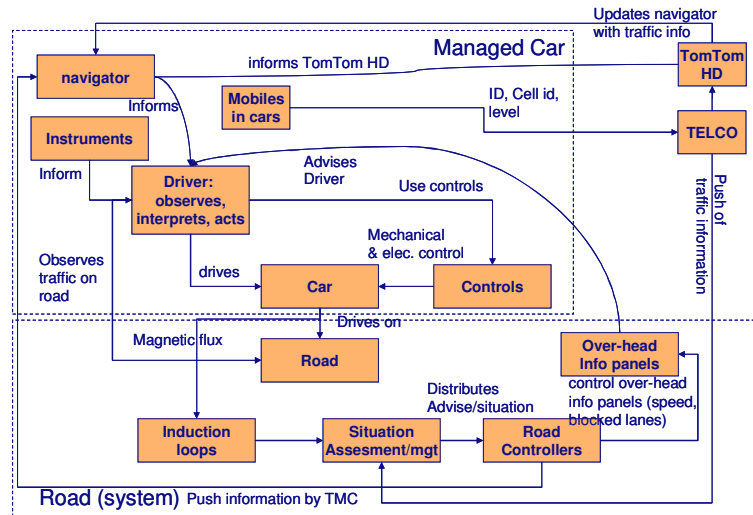 Updates navigator
with traffic info
Managed Car
navigator
informs TomTom HD
TomTom
HD
Mobiles
in cars
ID, Cell id,
level
Informs
TELCO
Instruments
Inform
Advises
Driver
Driver:
observes,
interprets, acts
Use controls
Push of
traffic information
Observes
traffic on
road
drives
Mechanical
& elec. control
Car
Controls
Drives on
Magnetic flux
Road
Over-head
Info panels
control over-head
info panels (speed,
blocked lanes)
Distributes
Advise/situation
Induction
loops
Situation
Assesment/mgt
Road
Controllers
Road (system)
Push information by TMC